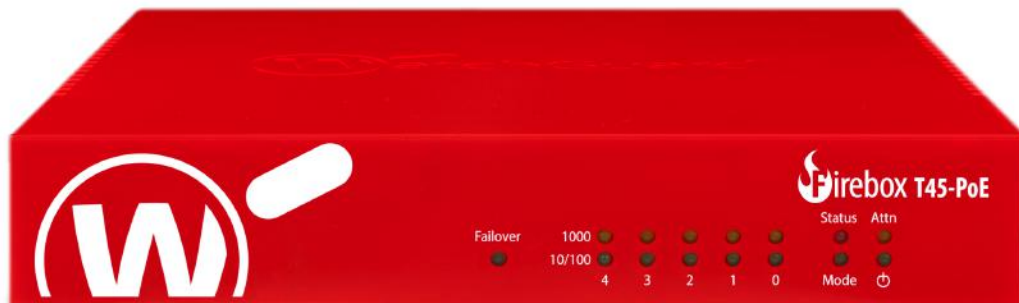 W
Firebox T45-PoE
Status Attn
Failover 1000
10/100
4 3 2 1 0 Mode